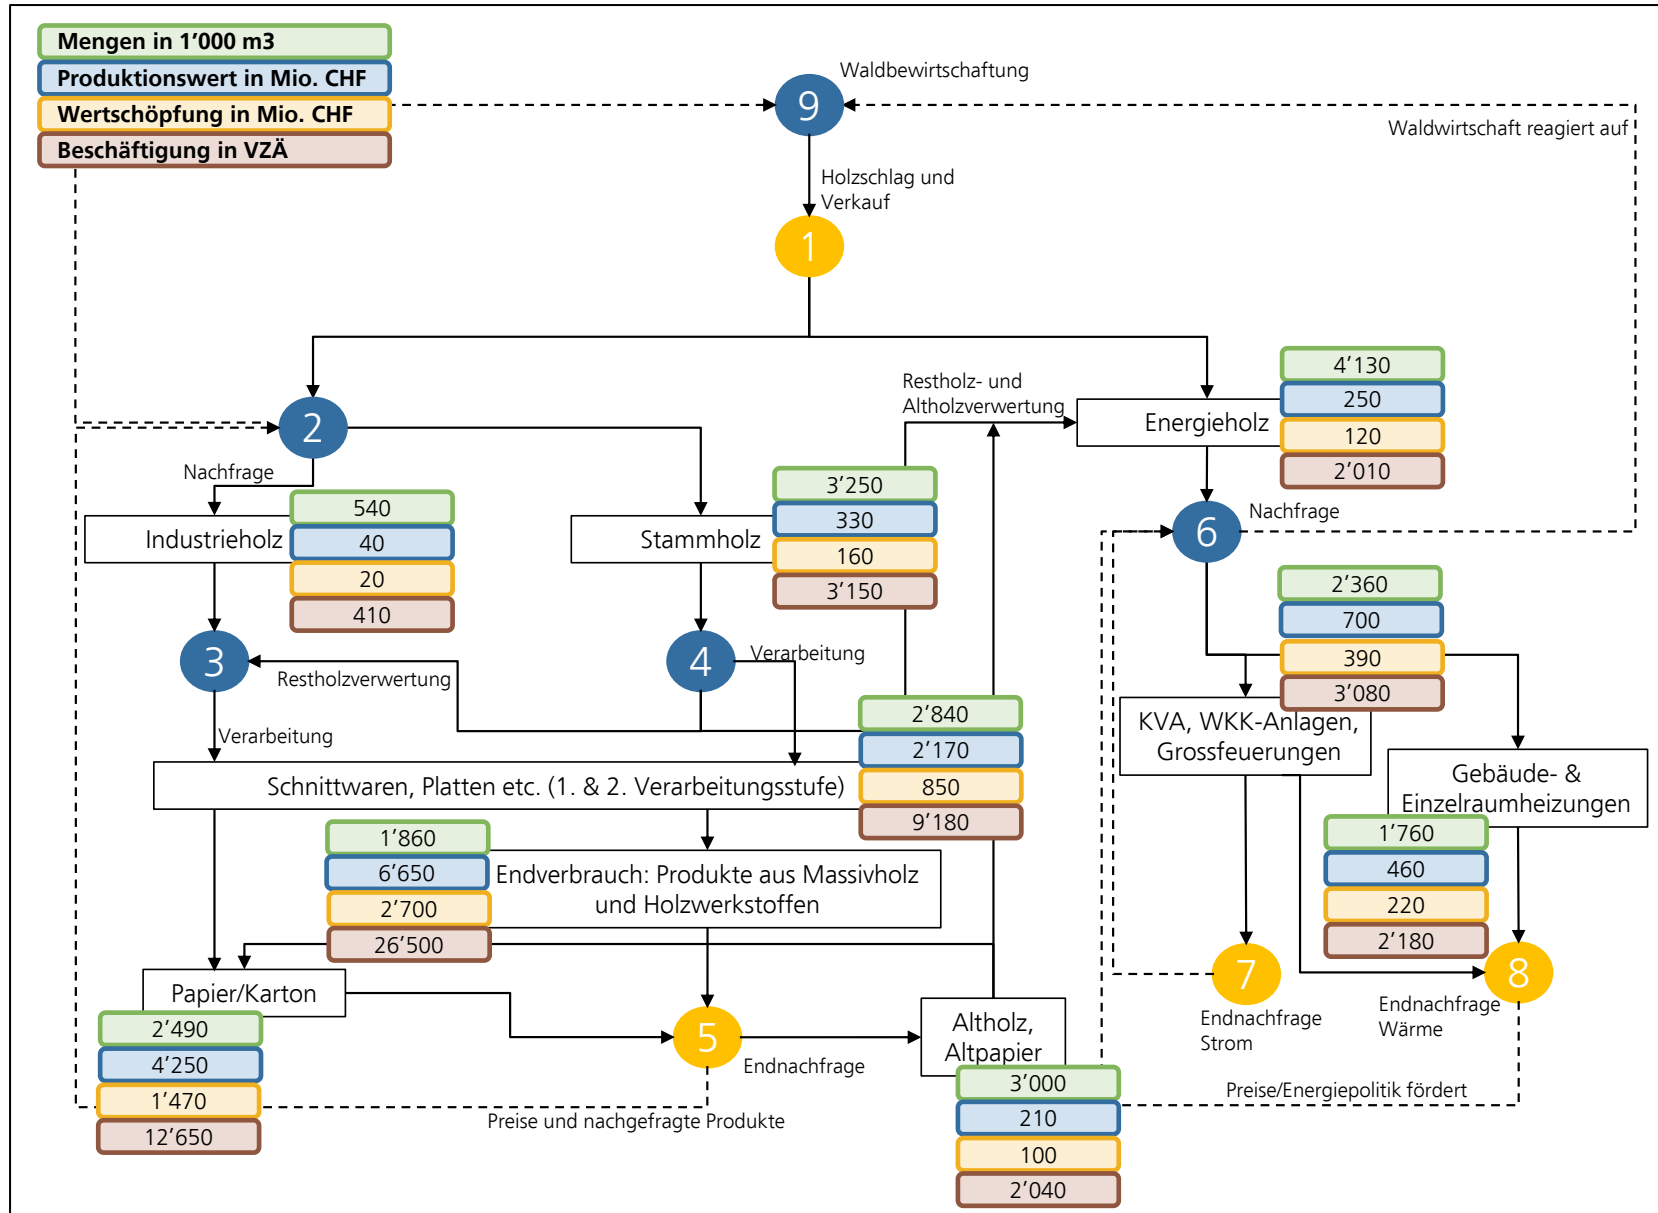 Mengen in 1’000 m3
Produktionswert in Mio. CHF
Wertschöpfung in Mio. CHF
Beschäftigung in VZÄ
9
Waldbewirtschaftung
Waldwirtschaft reagiert auf
Holzschlag und
Verkauf
1
2
Nachfrage
Restholz- und
Altholzverwertung
Energieholz
4’130
250
120
2’010
Industrieholz
540
40
20
410
Stammholz
3’250
330
160
3’150
6
Nachfrage
3
Restholzverwertung
4
Verarbeitung
2’360
700
390
3’080
KVA, WKK-Anlagen,
Grossfeuerungen
Verarbeitung
Schnittwaren, Platten etc. (1. & 2. Verarbeitungsstufe)
2’840
2’170
850
9’180
Gebäude- &
Einzelraumheizungen
1’760
460
220
2’180
1’860
6’650
2’700
26’500
Endverbrauch: Produkte aus Massivholz
und Holzwerkstoffen
Papier/Karton
2’490
4’250
1’470
12’650
5
Endnachfrage
Altholz,
Altpapier
3’000
210
100
2’040
7
Endnachfrage
Strom
8
Endnachfrage
Wärme
Preise und nachgefragte Produkte
Preise/Energiepolitik fördert